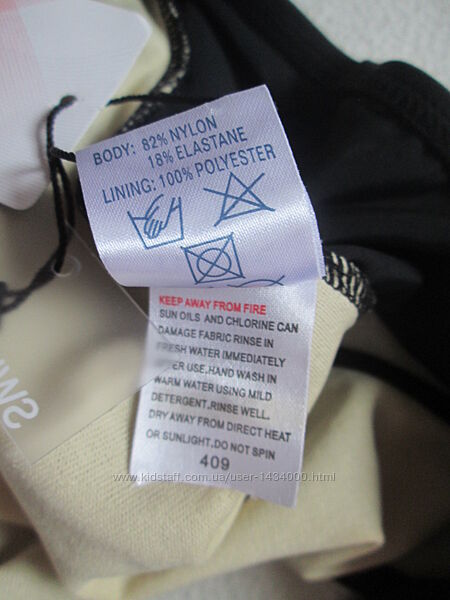 BODY: 82% NYLON
18% ELASTANE
LINING: 100% POLYESTER
KEEP AWAY FROM FIRE
SUN OILS AND CHLORINE CAN
DAMAGE FABRIC RINSE IN
FRESH WATER IMMEDIATELY
ER USE.HAND WASH IN
WARM WATER USING MILD
DETERGENT.RINSE WELL.
DRY AWAY FROM DIRECT HEAT
OR SUNLIGHT.DO NOT SPIN
409
SWI
www.kidstaff.com.ua/user-1434000.html